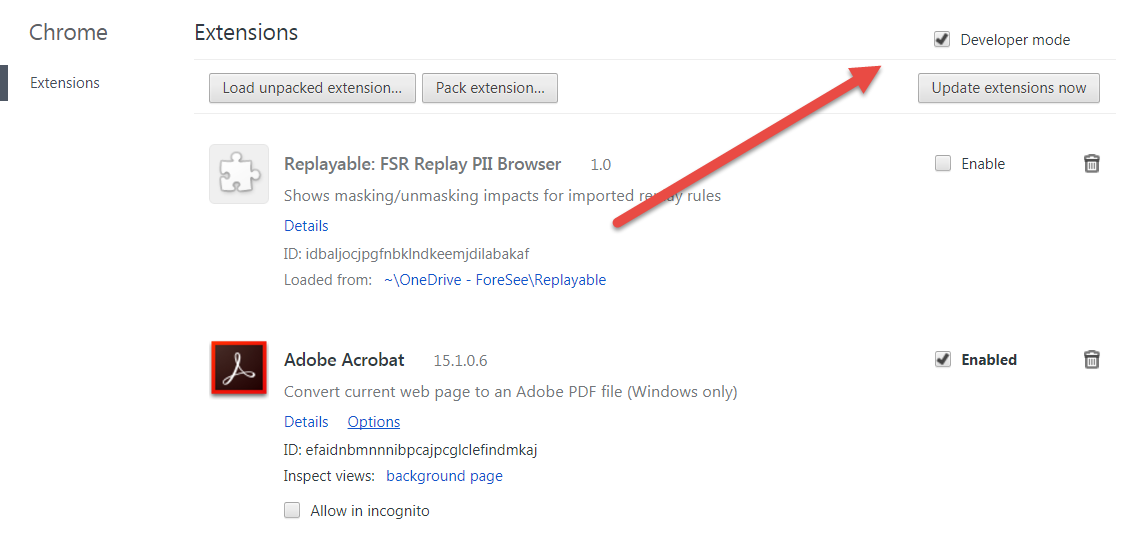 Chrome
Extensions
Developer mode
Extensions
Load unpacked extension...
Pack extension...
Update extensions now
Replayable: FSR Replay PII Browser 1.0
Enable
Shows masking/unmasking impacts for imported replay rules
Details
ID: idbaljocjpgfnbklndkeemjdilabakaf
Loaded from: ~\OneDrive - ForeSee\Replayable
Adobe Acrobat 15.1.0.6
Enabled
Convert current web page to an Adobe PDF file (Windows only)
Details Options
ID: efaidnbmnnnibpcajpcglclefindmkaj
Inspect views: background page
Allow in incognito